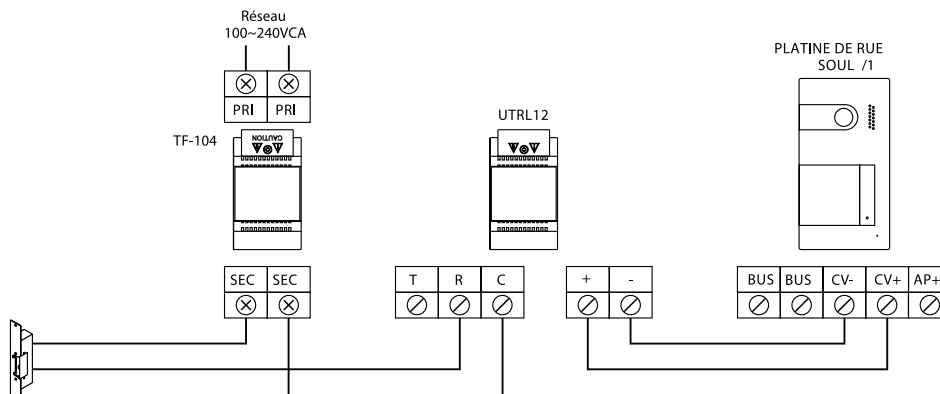 Réseau
100~240VCA
PLATINE DE RUE
SOUL /1
PRI PRI
UTRL12
TF-104
CAUTION
SEC SEC
T R C
+ -
BUS BUS CV- CV+ AP+